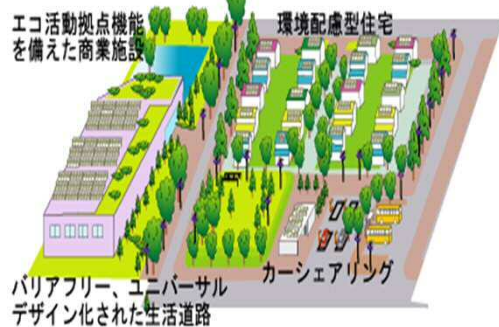 エコ活動拠点機能
を備えた商業施設
環境配慮型住宅
カーシェアリング
バリアフリー、ユニバーサル
デザイン化された生活道路